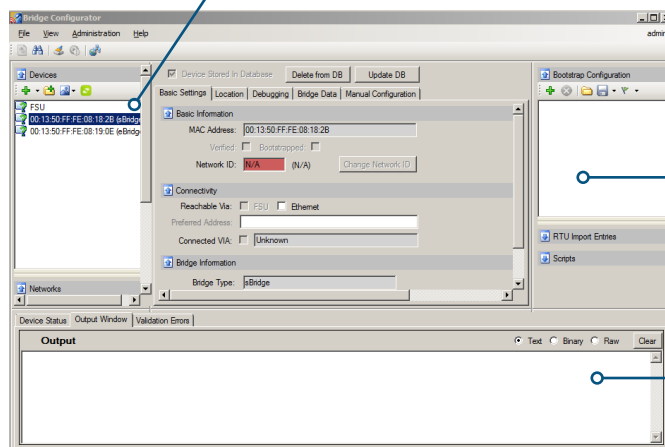 Bridge Configurator
File View Administration Help
admin
Devices
Device Stored In Database Delete from DB Update DB
Bootstrap Configuration
Basic Settings Location Debugging Bridge Data Manual Configuration
FSU
00:13:50:FF:FE:08:18:2B (sBridge
00:13:50:FF:FE:08:19:0E (eBridge
Basic Information
MAC Address: 00:13:50:FF:FE:08:18:2B
Verified: Bootstrapped:
Network ID: N/A (N/A) Change Network ID
Connectivity
Reachable Via: FSU Ethernet
Preferred Address:
Connected VIA: Unknown
RTU Import Entries
Scripts
Bridge Information
Bridge Type: sBridge
Networks
Device Status Output Window Validation Errors
Output Text Binary Raw Clear